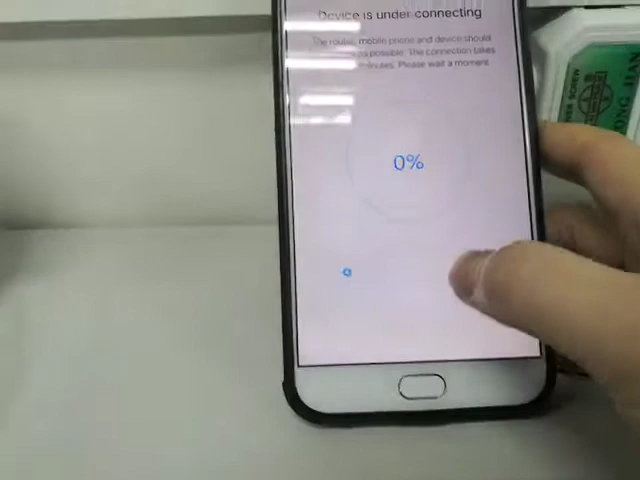 Device is under connecting
The router, mobile phone and device should
as possible. The connection takes
minutes. Please wait a moment.
0%